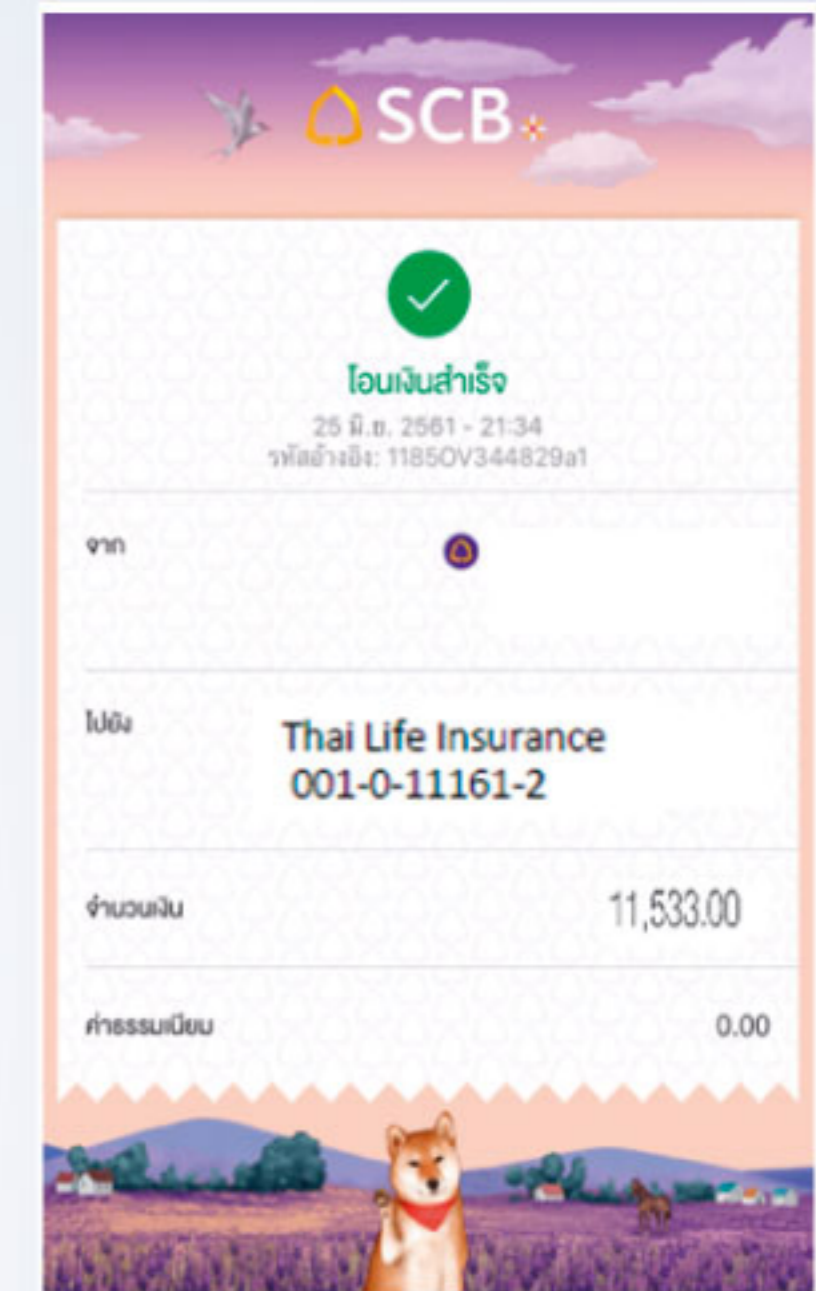 SCB
โอนเงินสำเร็จ
25 มิ.ย. 2561 - 21:34
รหัสอ้างอิง: 11850V344829a1
จาก
ไปยัง
Thai Life Insurance
001-0-11161-2
จำนวนเงิน 11,533.00
ค่าธรรมเนียม 0.00